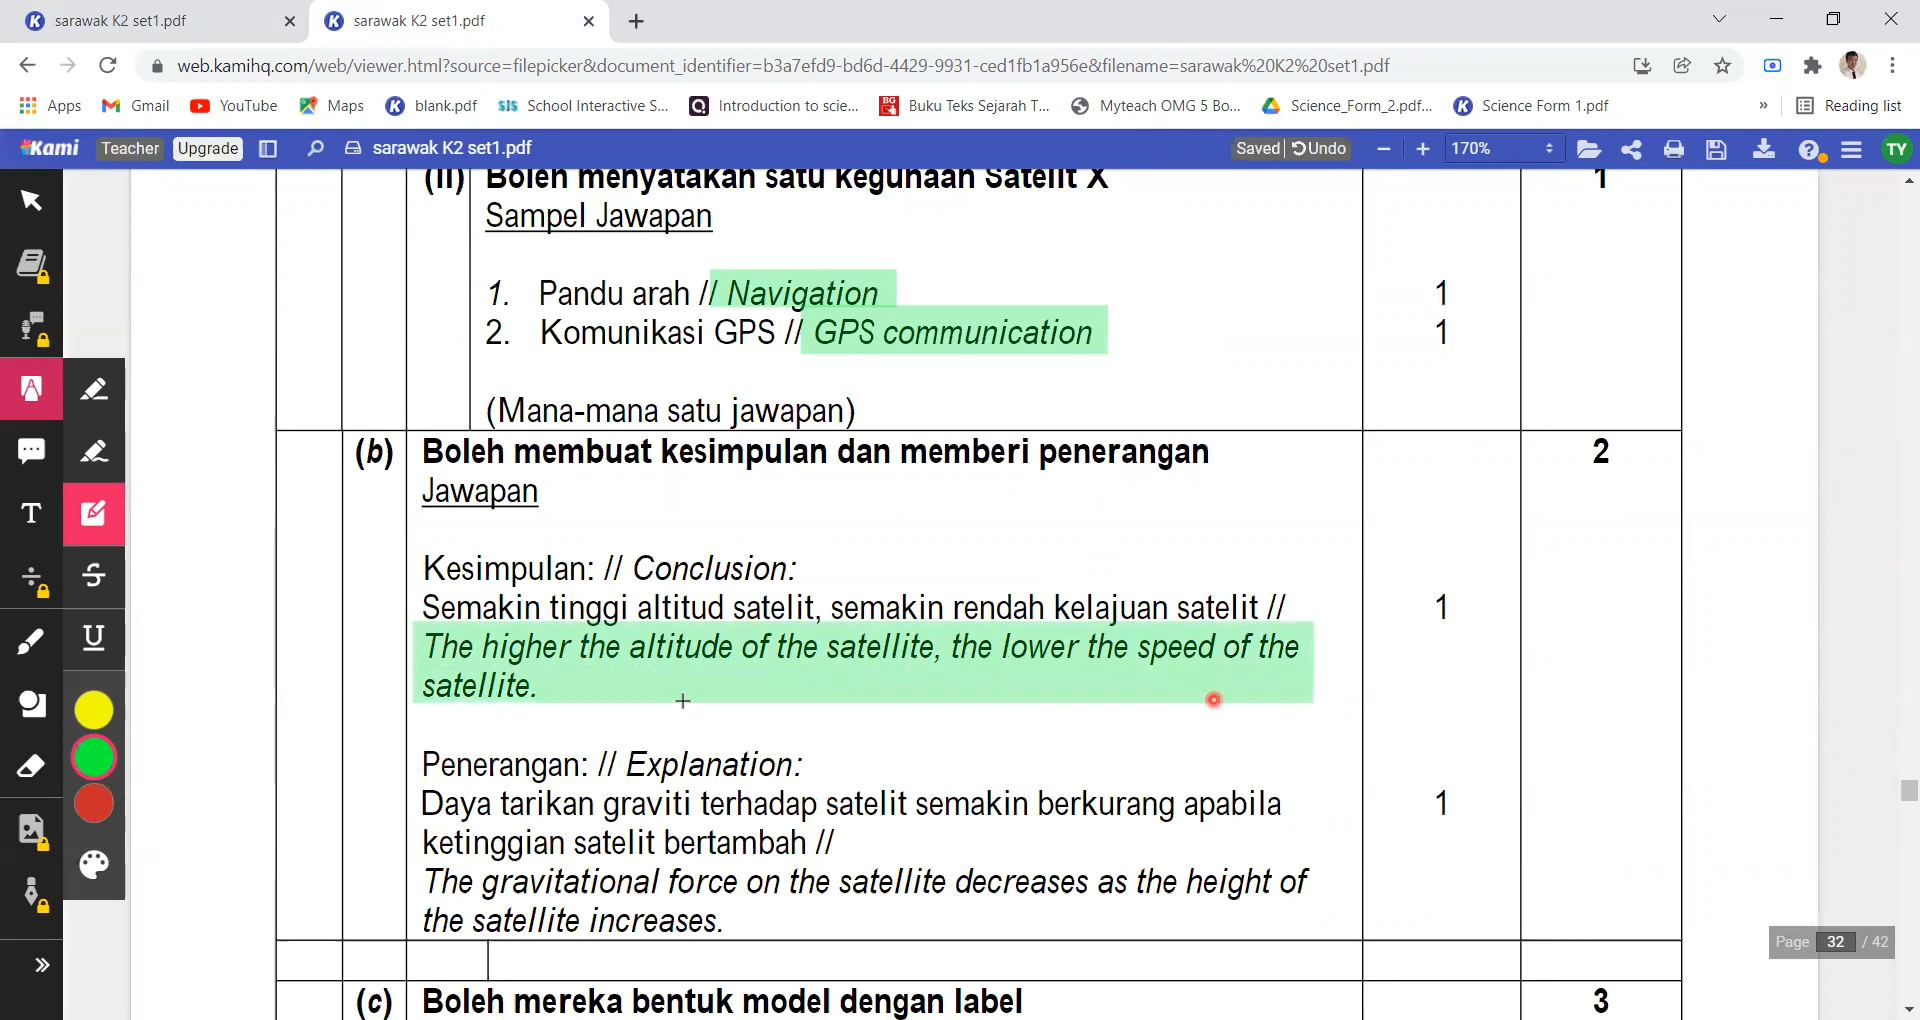 sarawak K2 set1.pdf
sarawak K2 set1.pdf
web.kamihq.com/web/viewer.html?source=filepicker&document_identifier=b3a7efd9-bd6d-4429-9931-ced1fb1a956e&filename=sarawak%20K2%20set1.pdf
Apps Gmail YouTube Maps blank.pdf School Interactive S... Introduction to scie... Buku Teks Sejarah T... Myteach OMG 5 Bo... Science_Form_2.pdf... Science Form 1.pdf » Reading list
Kami Teacher Upgrade sarawak K2 set1.pdf Saved Undo 170% TY
(ii) Boleh menyatakan satu kegunaan Satelit X 1
Sampel Jawapan
1. Pandu arah // Navigation 1
2. Komunikasi GPS // GPS communication 1
(Mana-mana satu jawapan)
(b) Boleh membuat kesimpulan dan memberi penerangan 2
Jawapan
Kesimpulan: // Conclusion:
Semakin tinggi altitud satelit, semakin rendah kelajuan satelit // 1
The higher the altitude of the satellite, the lower the speed of the
satellite.
Penerangan: // Explanation:
Daya tarikan graviti terhadap satelit semakin berkurang apabila 1
ketinggian satelit bertambah //
The gravitational force on the satellite decreases as the height of
the satellite increases.
Page 32 / 42
(c) Boleh mereka bentuk model dengan label 3